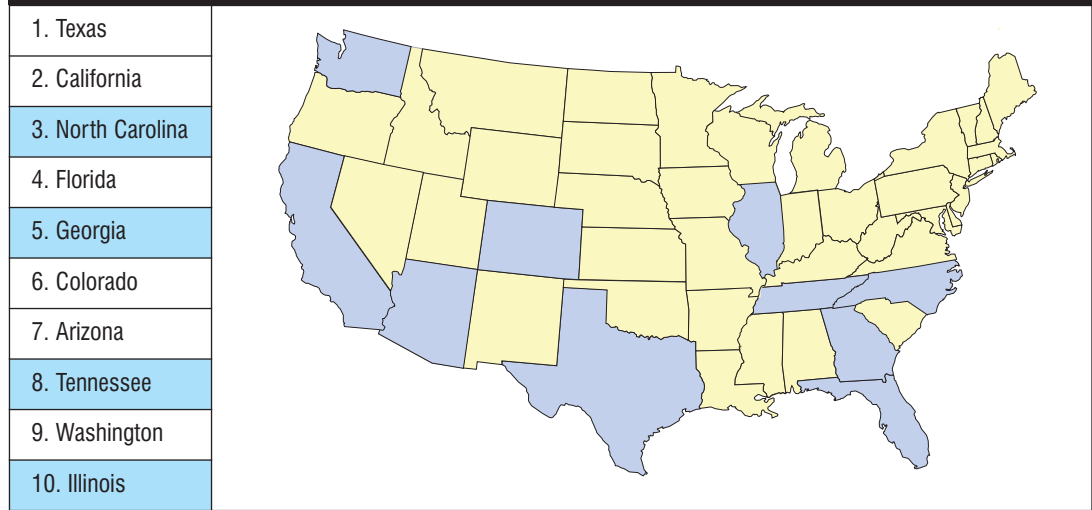 1. Texas
2. California
3. North Carolina
4. Florida
5. Georgia
6. Colorado
7. Arizona
8. Tennessee
9. Washington
10. Illinois